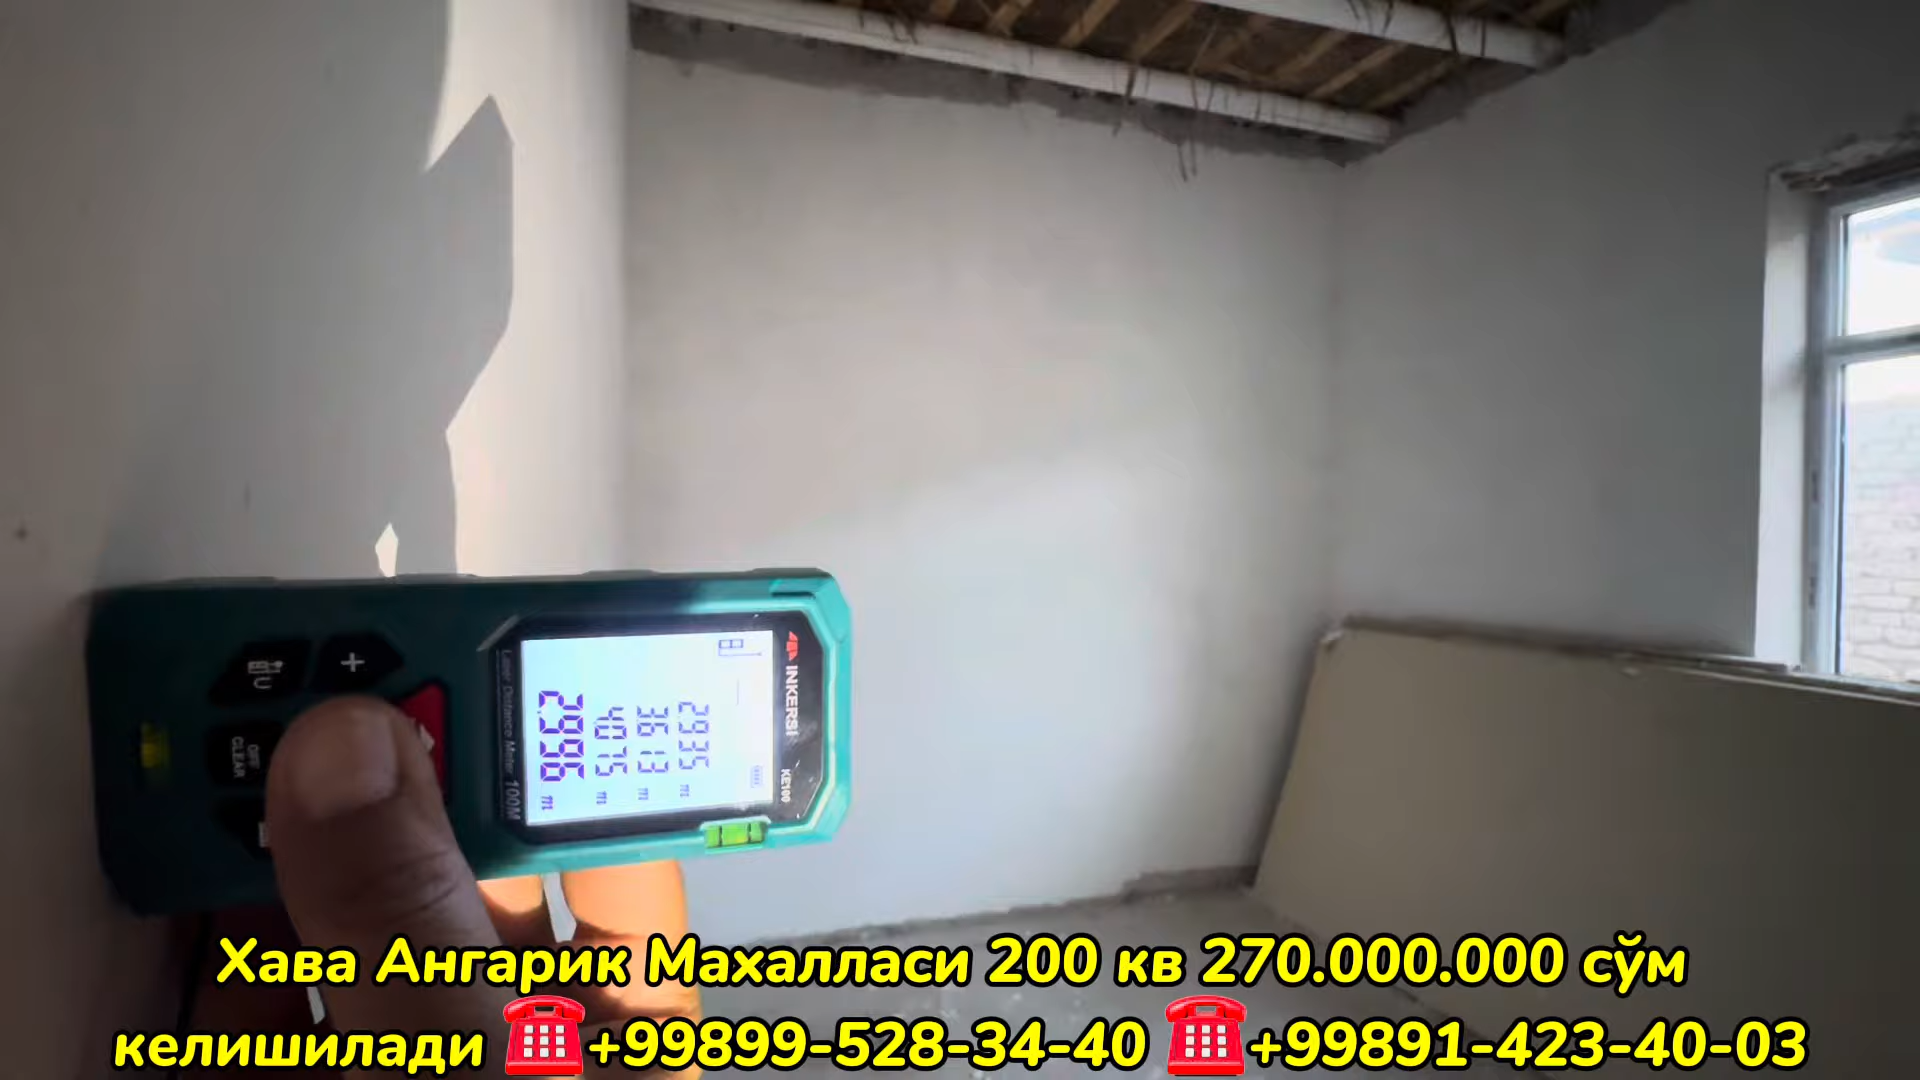 INKERSI
KE100
2.935 m
3.613 m
4.075 m
2.996 m
Laser Distance Meter 100M
OFF
CLEAR
Хава Ангарик Махалласи 200 кв 270.000.000 сўм
келишилади ☎️+99899-528-34-40 ☎️+99891-423-40-03